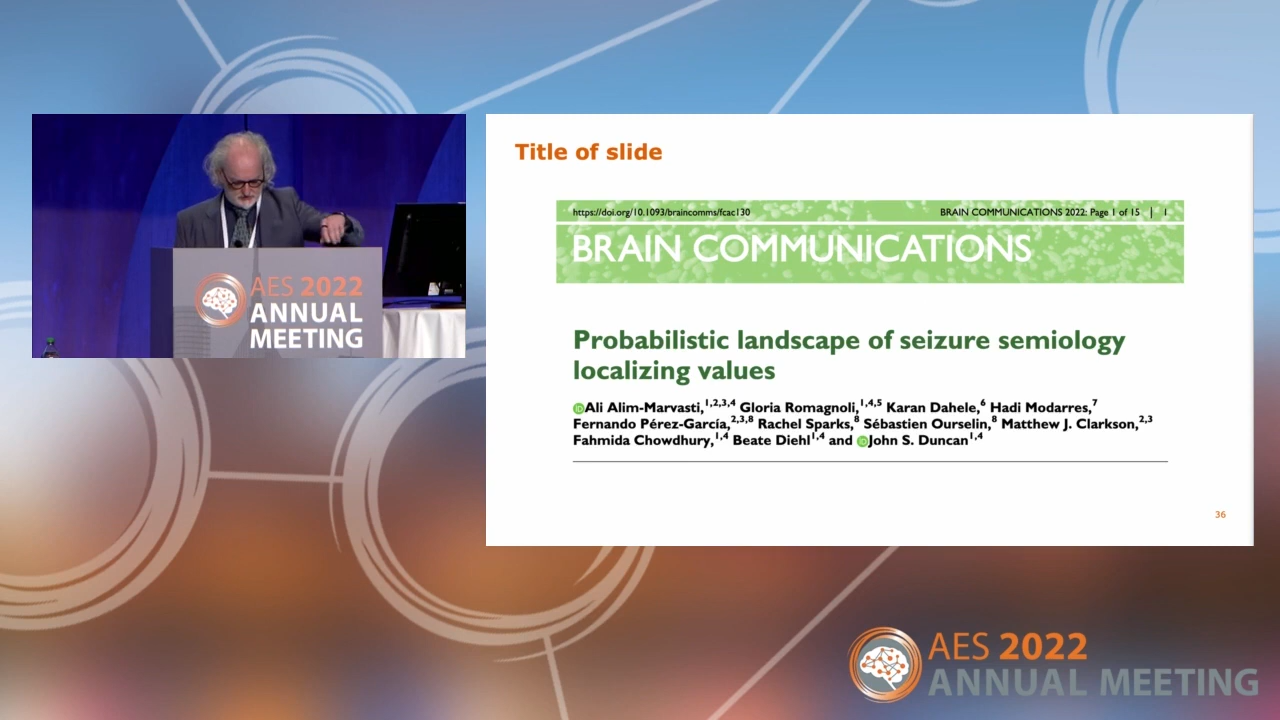 AES 2022
ANNUAL
MEETING
Title of slide
https://doi.org/10.1093/braincomms/fcac130
BRAIN COMMUNICATIONS 2022: Page 1 of 15 | 1
BRAIN COMMUNICATIONS
Probabilistic landscape of seizure semiology
localizing values
iD Ali Alim-Marvasti,1,2,3,4 Gloria Romagnoli,1,4,5 Karan Dahele,6 Hadi Modarres,7
Fernando Pérez-García,2,3,8 Rachel Sparks,8 Sébastien Ourselin,8 Matthew J. Clarkson,2,3
Fahmida Chowdhury,1,4 Beate Diehl1,4 and iD John S. Duncan1,4
36
AES 2022
ANNUAL MEETING